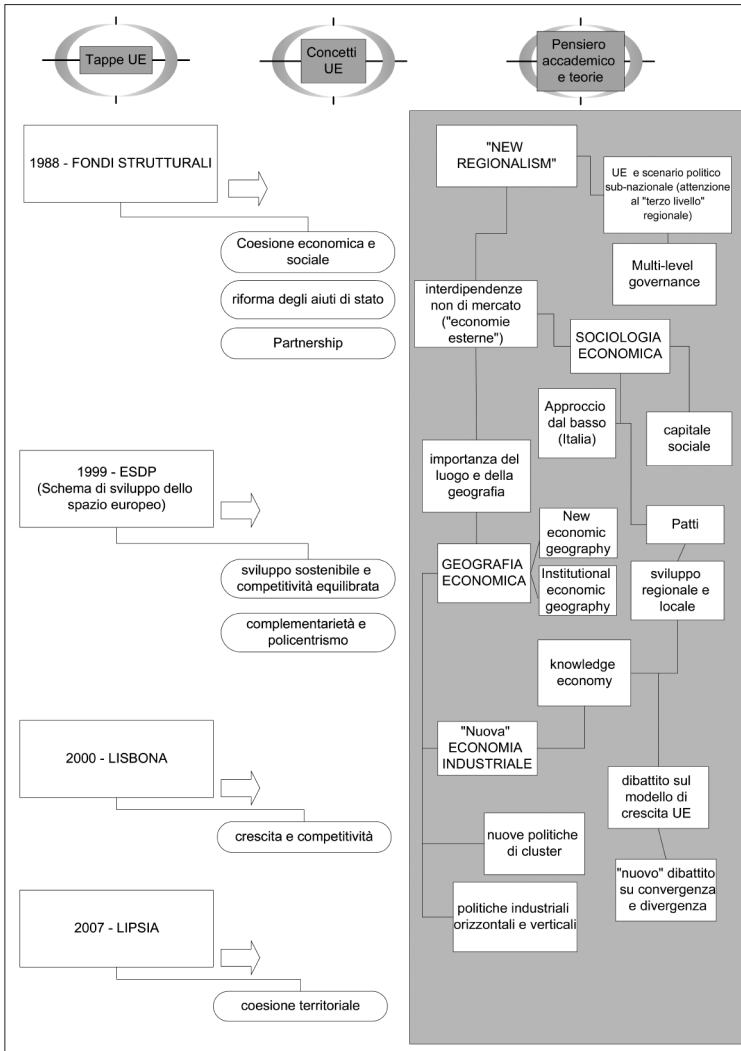 Tappe UE
Concetti
UE
Pensiero
accademico
e teorie
1988 - FONDI STRUTTURALI
Coesione economica e
sociale
riforma degli aiuti di stato
Partnership
1999 - ESDP
(Schema di sviluppo dello
spazio europeo)
sviluppo sostenibile e
competitività equilibrata
complementarietà e
policentrismo
2000 - LISBONA
crescita e competitività
2007 - LIPSIA
coesione territoriale
"NEW
REGIONALISM"
UE e scenario politico
sub-nazionale (attenzione
al "terzo livello"
regionale)
Multi-level
governance
interdipendenze
non di mercato
("economie
esterne")
SOCIOLOGIA
ECONOMICA
Approccio
dal basso
(Italia)
capitale
sociale
importanza del
luogo e della
geografia
Patti
New
economic
geography
GEOGRAFIA
ECONOMICA
Institutional
economic
geography
sviluppo
regionale e
locale
knowledge
economy
"Nuova"
ECONOMIA
INDUSTRIALE
dibattito sul
modello di
crescita UE
nuove politiche
di cluster
"nuovo" dibattito
su convergenza
e divergenza
politiche industriali
orizzontali e verticali